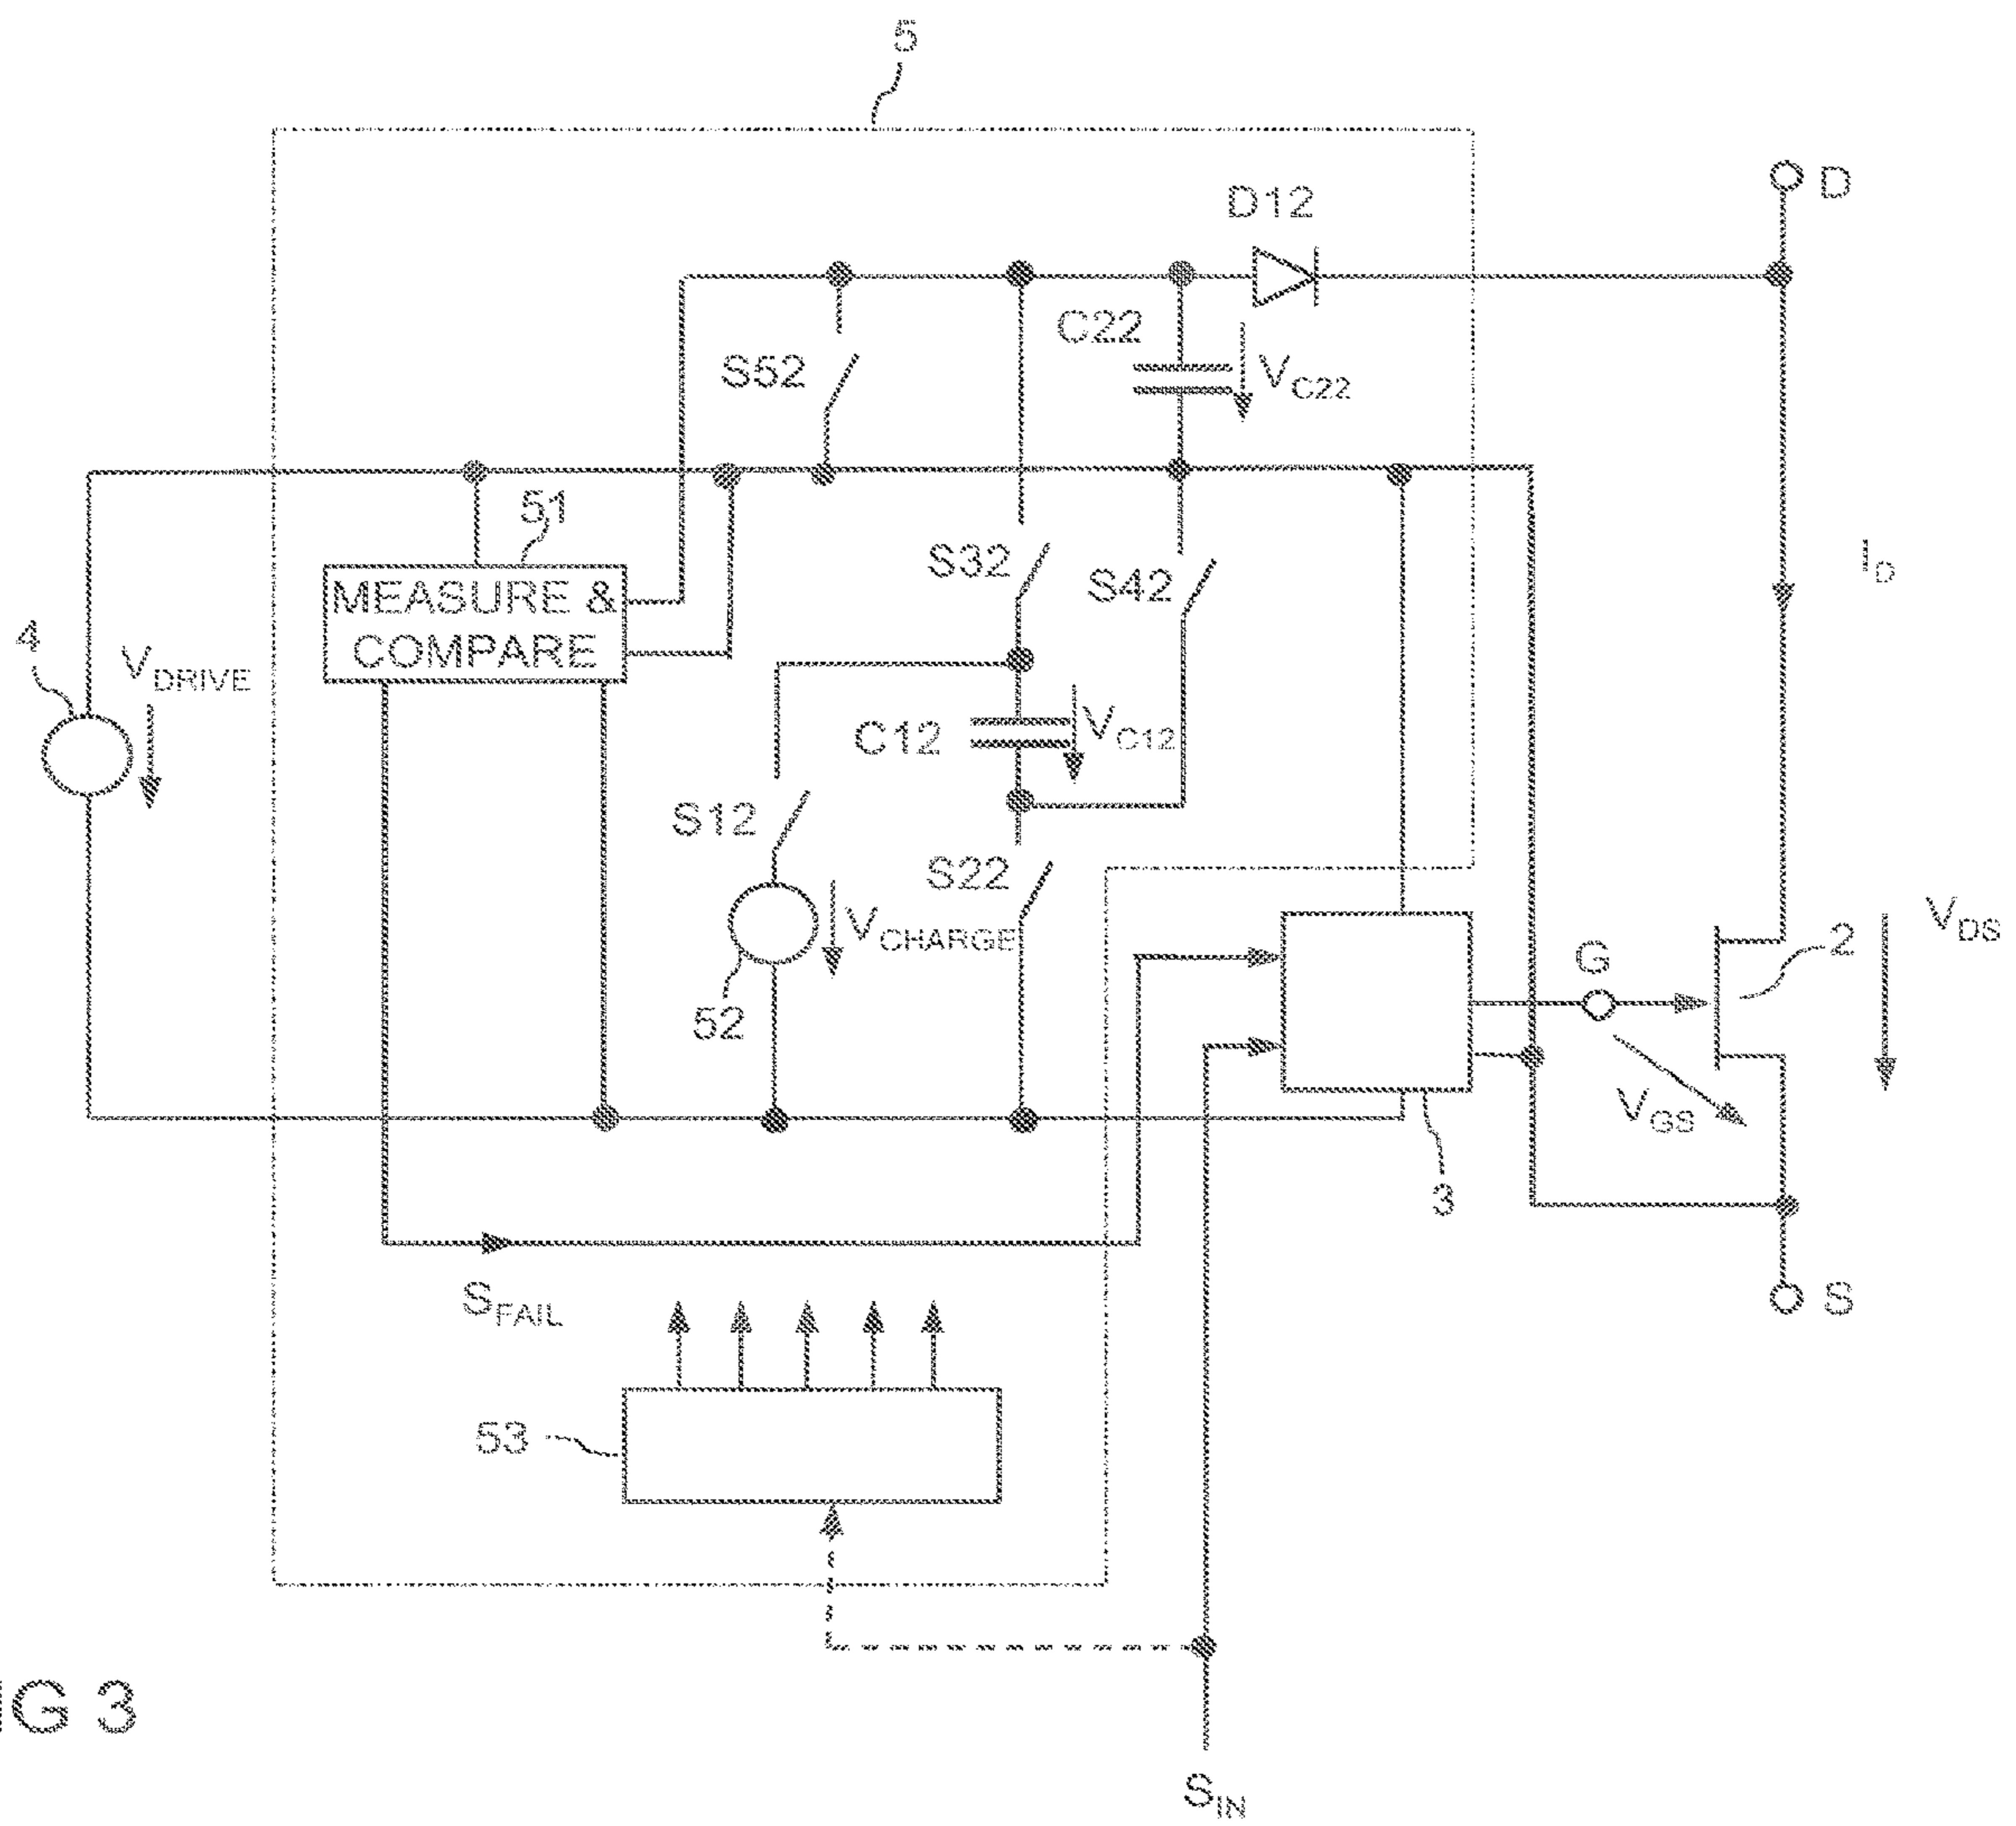 5
D
D12
C22
V_C22
S52
51
S32
S42
I_D
MEASURE &
COMPARE
4
V_DRIVE
C12
V_C12
S12
S22
V_CHARGE
52
G
2
V_DS
V_GS
3
S_FAIL
S
53
IG 3
S_IN